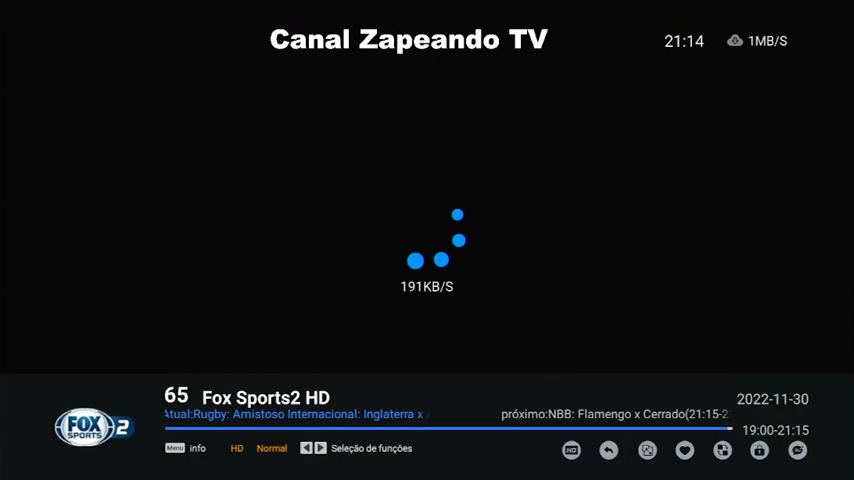 Canal Zapeando TV
21:14
1MB/S
191KB/S
65 Fox Sports2 HD
2022-11-30
Atual:Rugby: Amistoso Internacional: Inglaterra x
próximo:NBB: Flamengo x Cerrado(21:15-2
19:00-21:15
FOX SPORTS 2
Menu info HD Normal Seleção de funções
HD